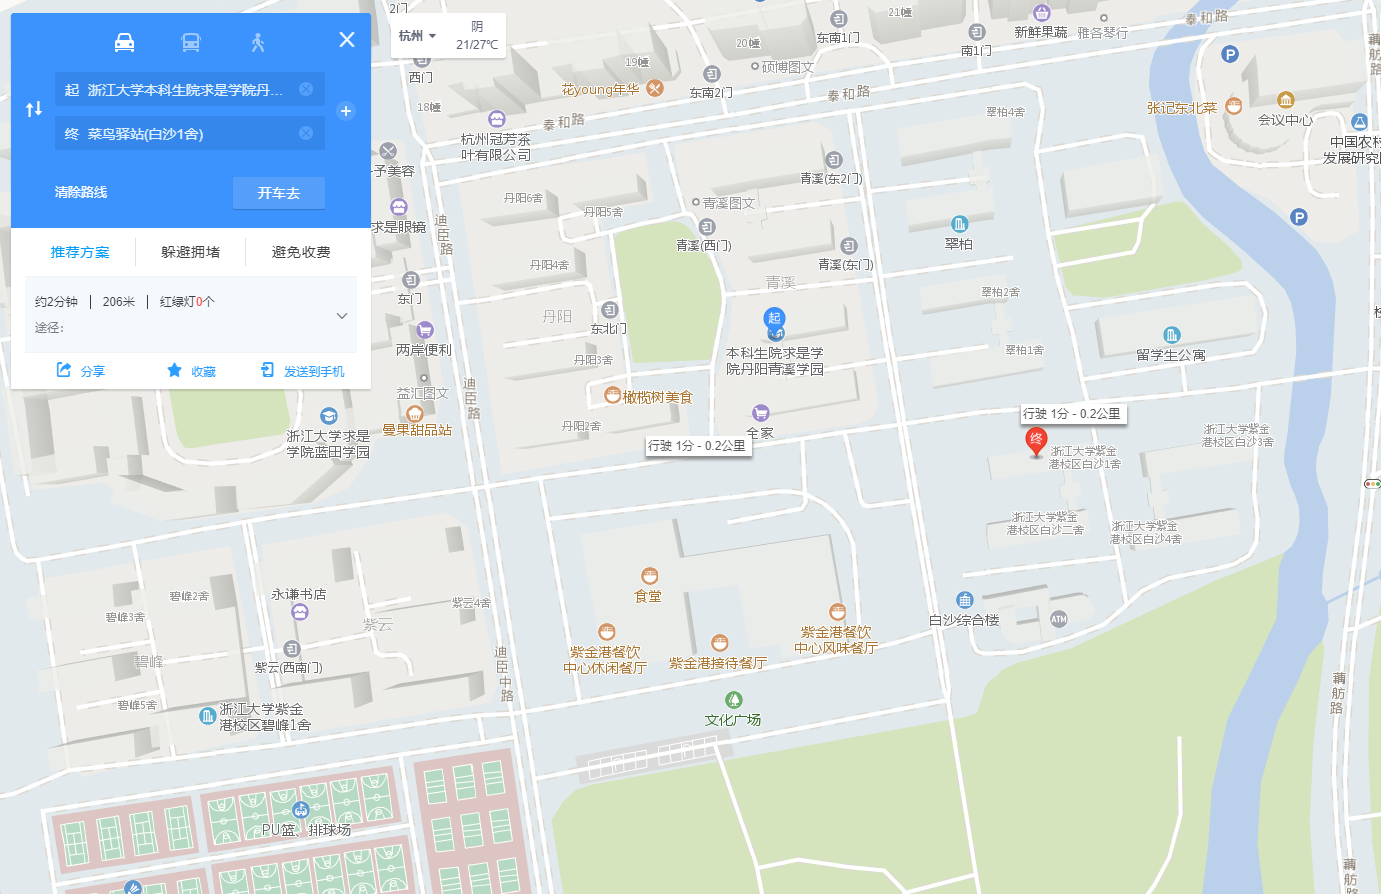 杭州
阴
21/27℃
起 浙江大学本科生院求是学院丹...
终 菜鸟驿站(白沙1舍)
清除路线
开车去
推荐方案
躲避拥堵
避免收费
约2分钟
206米
红绿灯0个
途径:
分享
收藏
发送到手机
西门
18幢
19幢
20幢
21幢
东南1门
东南2门
南1门
新鲜果蔬
雅各琴行
泰和路
泰和路
泰和路
硕博图文
花young年华
杭州冠芳茶
叶有限公司
求是眼镜
迪臣路
东门
两岸便利
益汇图文
曼果甜品站
迪臣路
浙江大学求是
学院蓝田学园
丹阳6舍
丹阳5舍
丹阳4舍
丹阳
东北门
丹阳3舍
橄榄树美食
丹阳2舍
青溪图文
青溪(西门)
青溪(东2门)
青溪(东门)
青溪
起
本科生院求是学
院丹阳青溪学园
全家
行驶 1分 - 0.2公里
翠柏4舍
翠柏
翠柏2舍
翠柏1舍
张记东北菜
会议中心
P
P
中国农村
发展研究院
留学生公寓
行驶 1分 - 0.2公里
终
浙江大学紫金
港校区白沙1舍
浙江大学紫金
港校区白沙3舍
浙江大学紫金
港校区白沙二舍
浙江大学紫金
港校区白沙4舍
白沙综合楼
ATM
食堂
紫金港餐饮
中心休闲餐厅
紫金港接待餐厅
紫金港餐饮
中心风味餐厅
文化广场
永谦书店
碧峰2舍
碧峰3舍
碧峰
碧峰5舍
紫云4舍
紫云
紫云(西南门)
浙江大学紫金
港校区碧峰1舍
迪臣中路
PU篮、排球场
藕舫路
藕舫路
藕舫